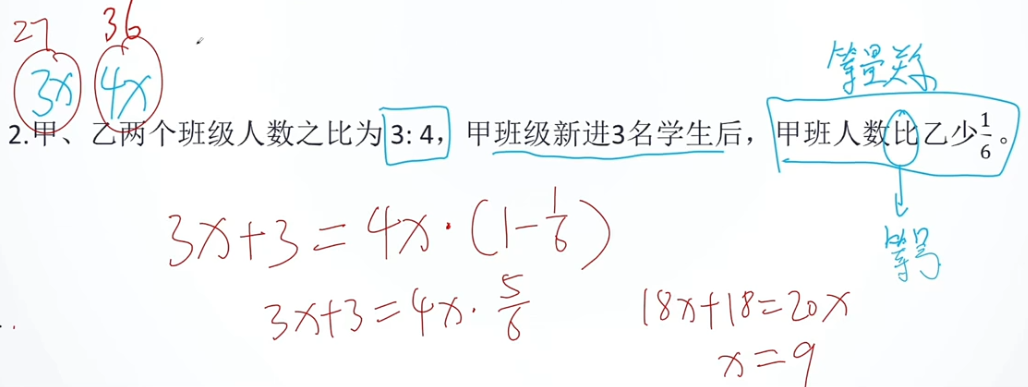 27 36
3x 4x
等量关系
2.甲、乙两个班级人数之比为3:4，甲班级新进3名学生后，甲班人数比乙少1/6。
等号
3x+3=4x·(1-1/6)
3x+3=4x·5/6
18x+18=20x
x=9